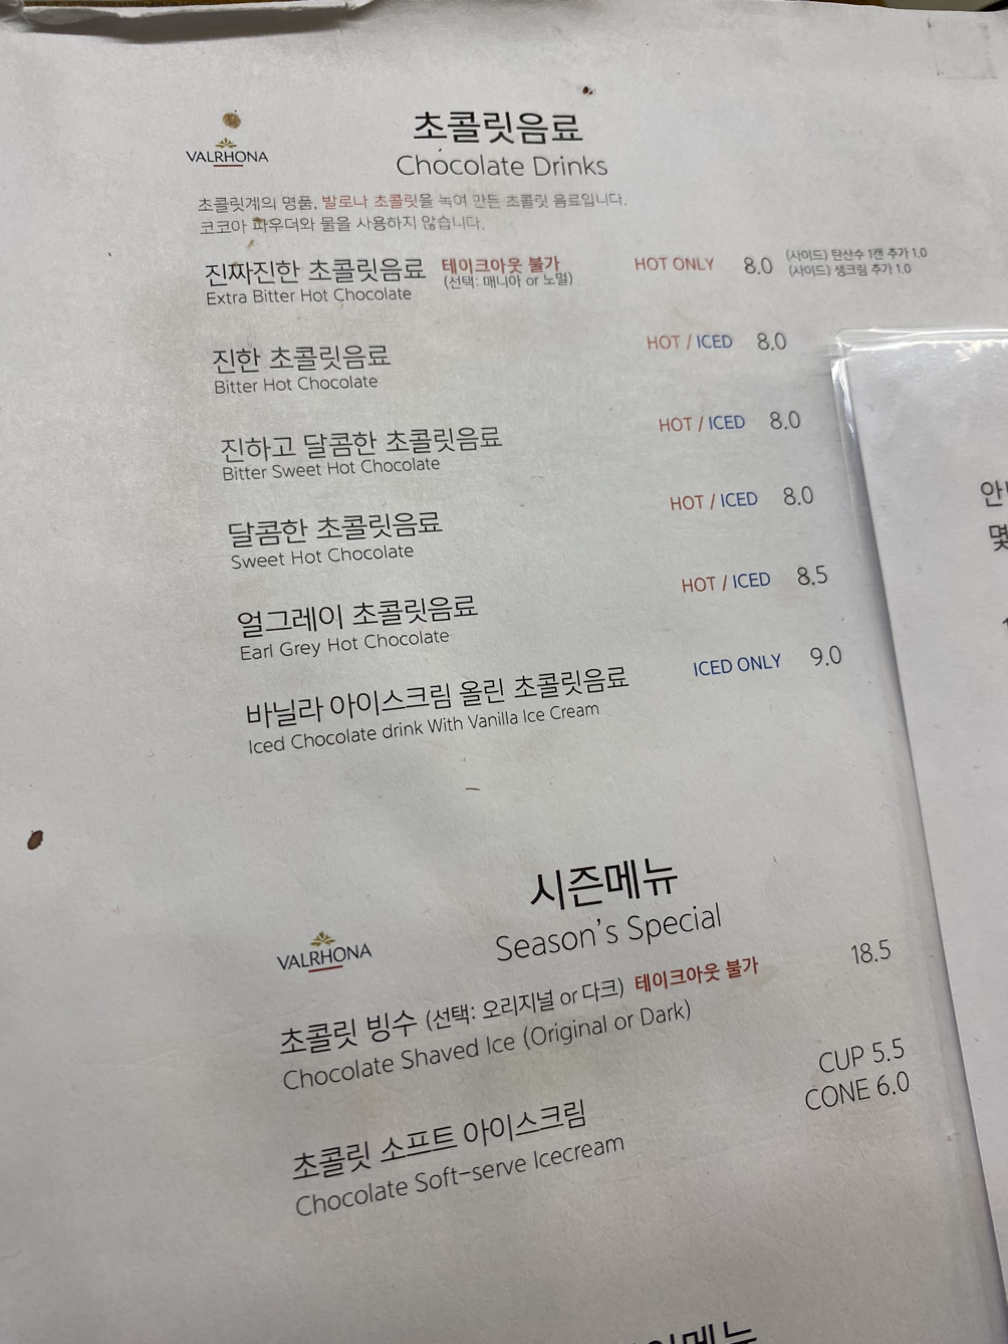 초콜릿음료
VALRHONA
Chocolate Drinks
초콜릿계의 명품, 발로나 초콜릿을 녹여 만든 초콜릿 음료입니다.
코코아 파우더와 물을 사용하지 않습니다.
진짜진한 초콜릿음료 테이크아웃 불가 HOT ONLY 8.0 (사이드) 탄산수 1캔 추가 1.0
Extra Bitter Hot Chocolate (선택: 매니아 or 노멀) (사이드) 생크림 추가 1.0
진한 초콜릿음료 HOT / ICED 8.0
Bitter Hot Chocolate
진하고 달콤한 초콜릿음료 HOT / ICED 8.0
Bitter Sweet Hot Chocolate
달콤한 초콜릿음료 HOT / ICED 8.0
Sweet Hot Chocolate
얼그레이 초콜릿음료 HOT / ICED 8.5
Earl Grey Hot Chocolate
바닐라 아이스크림 올린 초콜릿음료 ICED ONLY 9.0
Iced Chocolate drink With Vanilla Ice Cream
시즌메뉴
VALRHONA
Season's Special
초콜릿 빙수 (선택: 오리지널 or 다크) 테이크아웃 불가 18.5
Chocolate Shaved Ice (Original or Dark)
초콜릿 소프트 아이스크림 CUP 5.5
Chocolate Soft-serve Icecream CONE 6.0